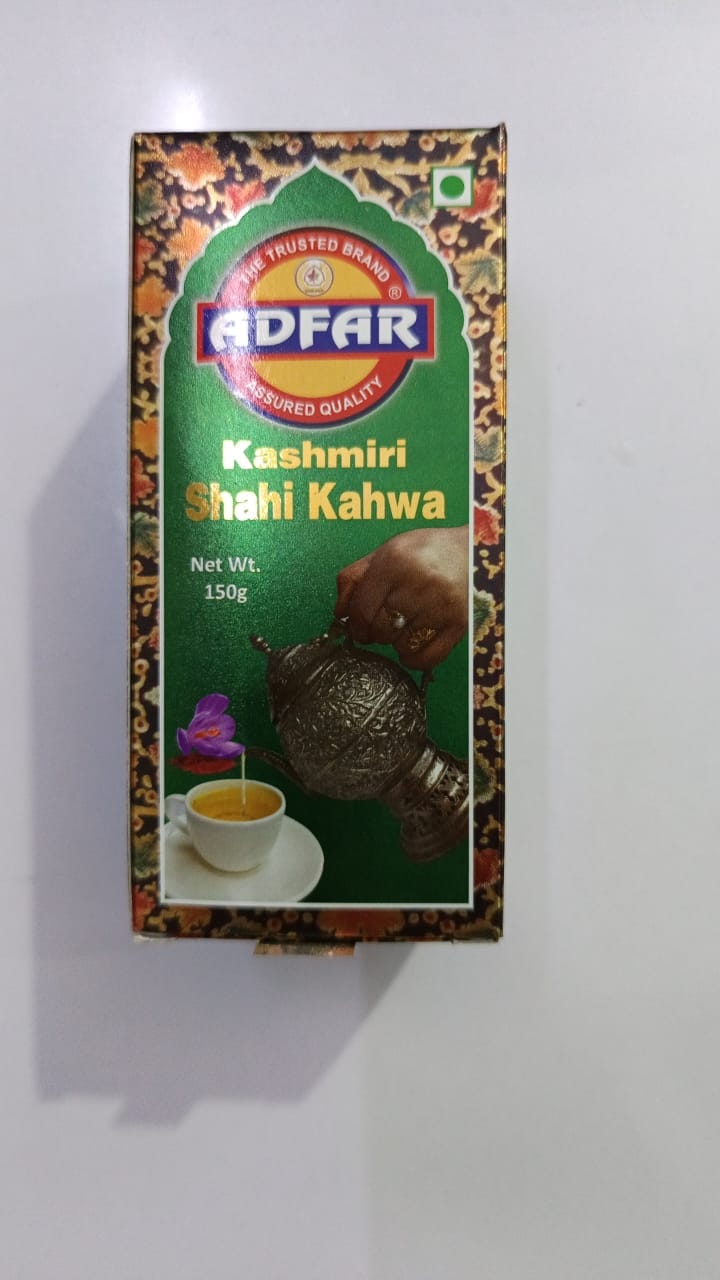 THE TRUSTED BRAND
ADFAR®
ASSURED QUALITY
Kashmiri
Shahi Kahwa
Net Wt.
150g